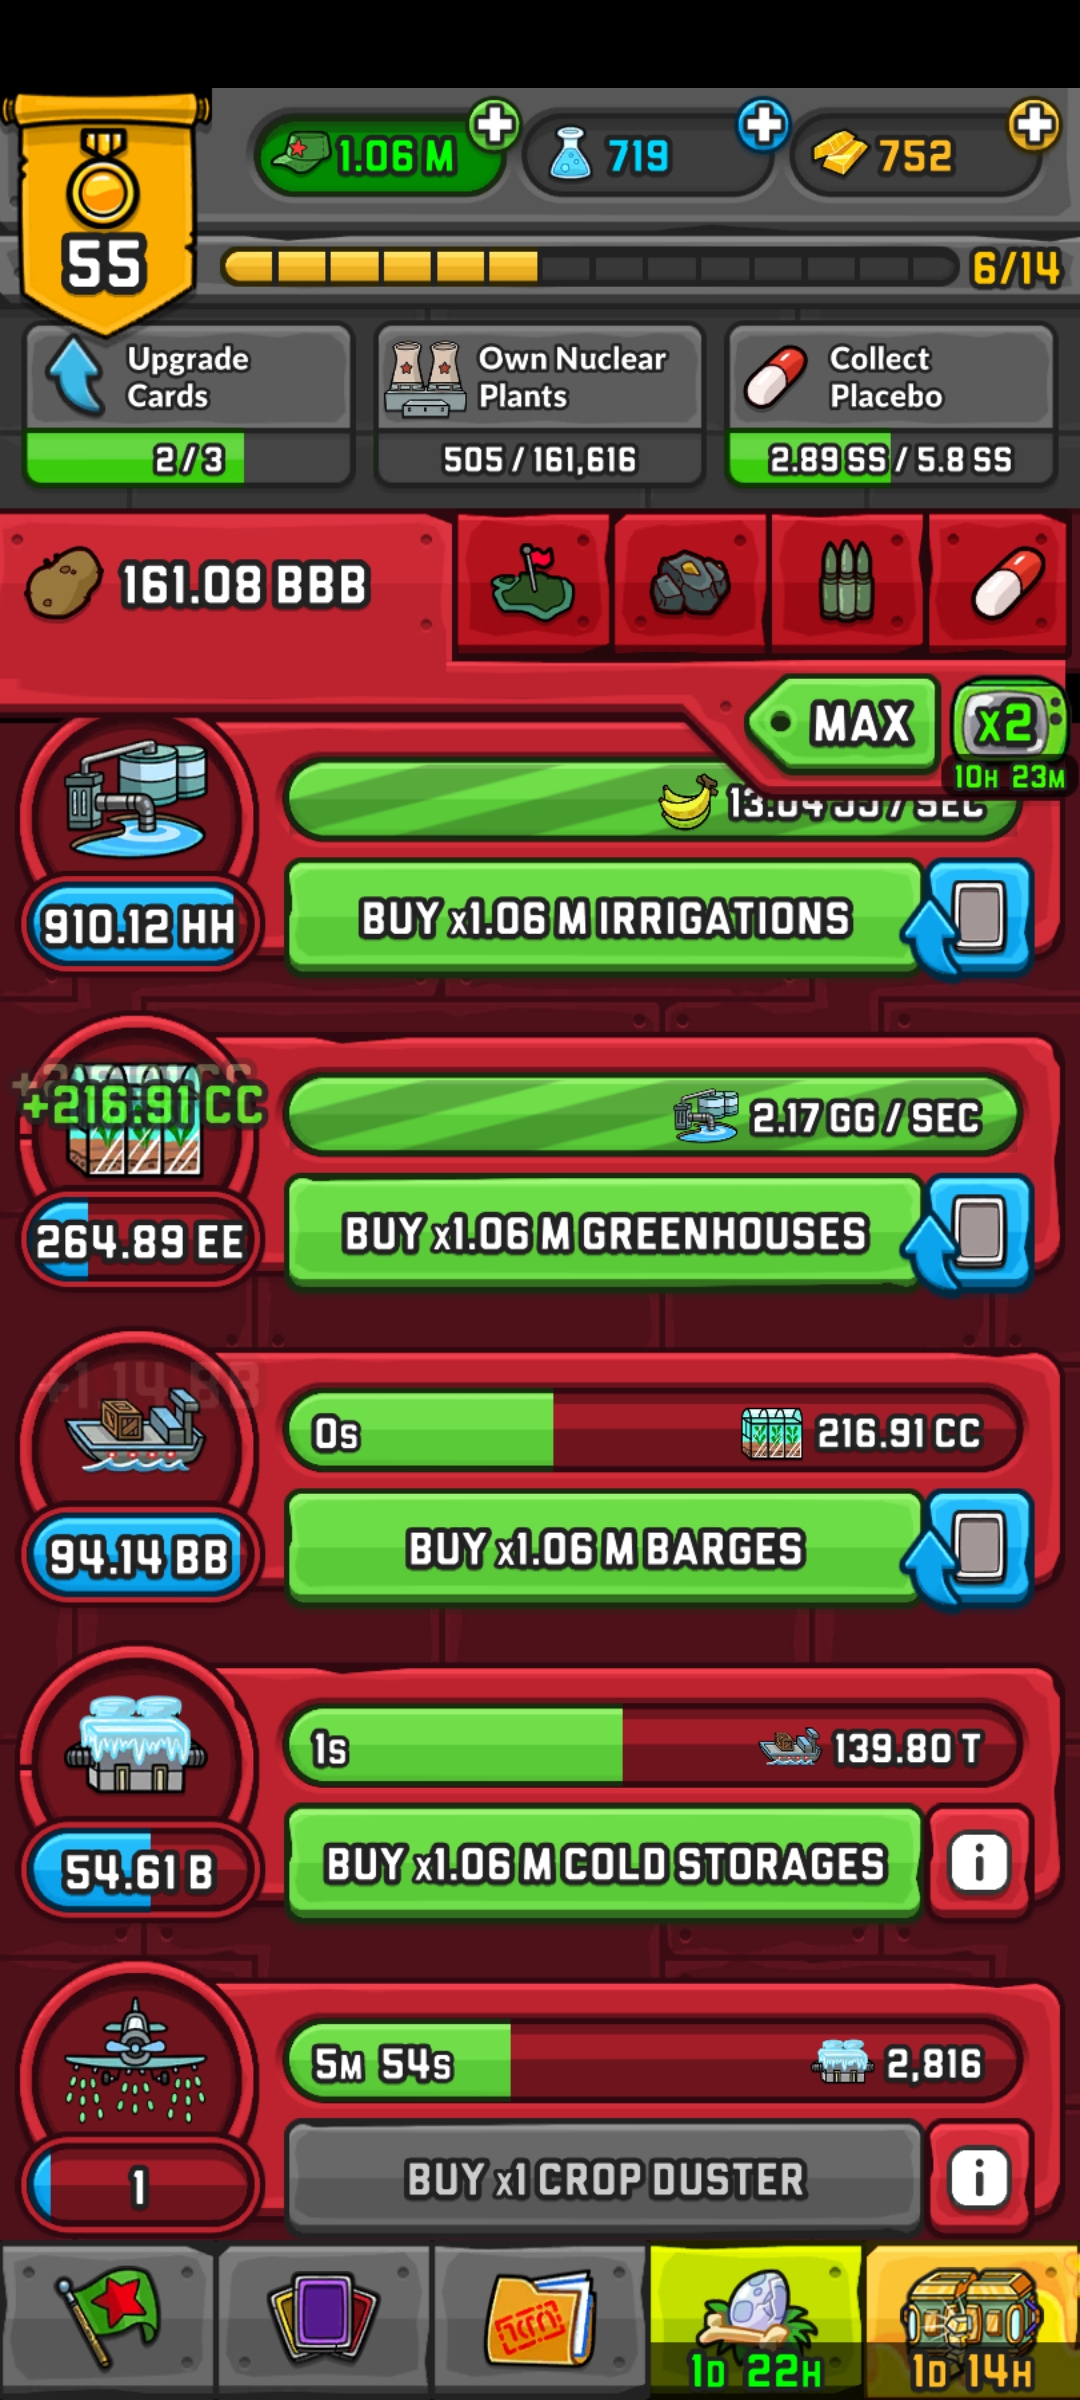 55
1.06 M
719
752
6/14
Upgrade
Cards
2 / 3
Own Nuclear
Plants
505 / 161,616
Collect
Placebo
2.89 SS / 5.8 SS
161.08 BBB
MAX
x2
10H 23M
/ SEC
910.12 HH
BUY x1.06 M IRRIGATIONS
+216.91 CC
2.17 GG / SEC
264.89 EE
BUY x1.06 M GREENHOUSES
+1.14 BB
0s
216.91 CC
94.14 BB
BUY x1.06 M BARGES
1s
139.80 T
54.61 B
BUY x1.06 M COLD STORAGES
i
5M 54s
2,816
1
BUY x1 CROP DUSTER
i
1D 22H
1D 14H